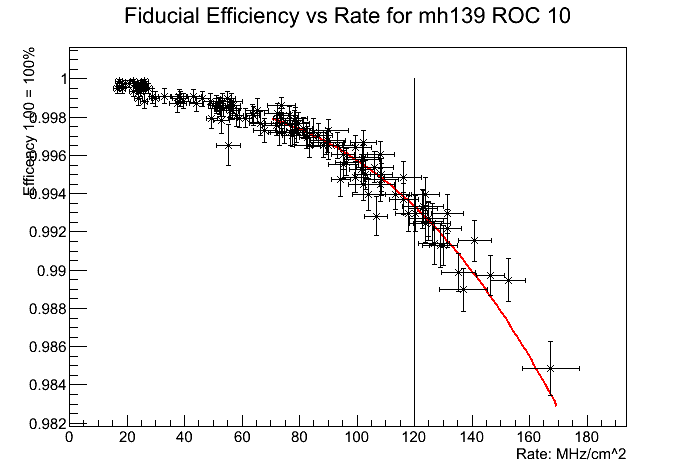 Fiducial Efficiency vs Rate for mh139 ROC 10
Efficency 1.00 = 100%
1
0.998
0.996
0.994
0.992
0.99
0.988
0.986
0.984
0.982
0 20 40 60 80 100 120 140 160 180
Rate: MHz/cm^2